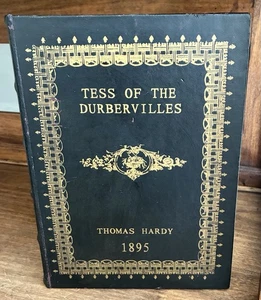 TESS OF THE
DURBERVILLES
THOMAS HARDY
1895